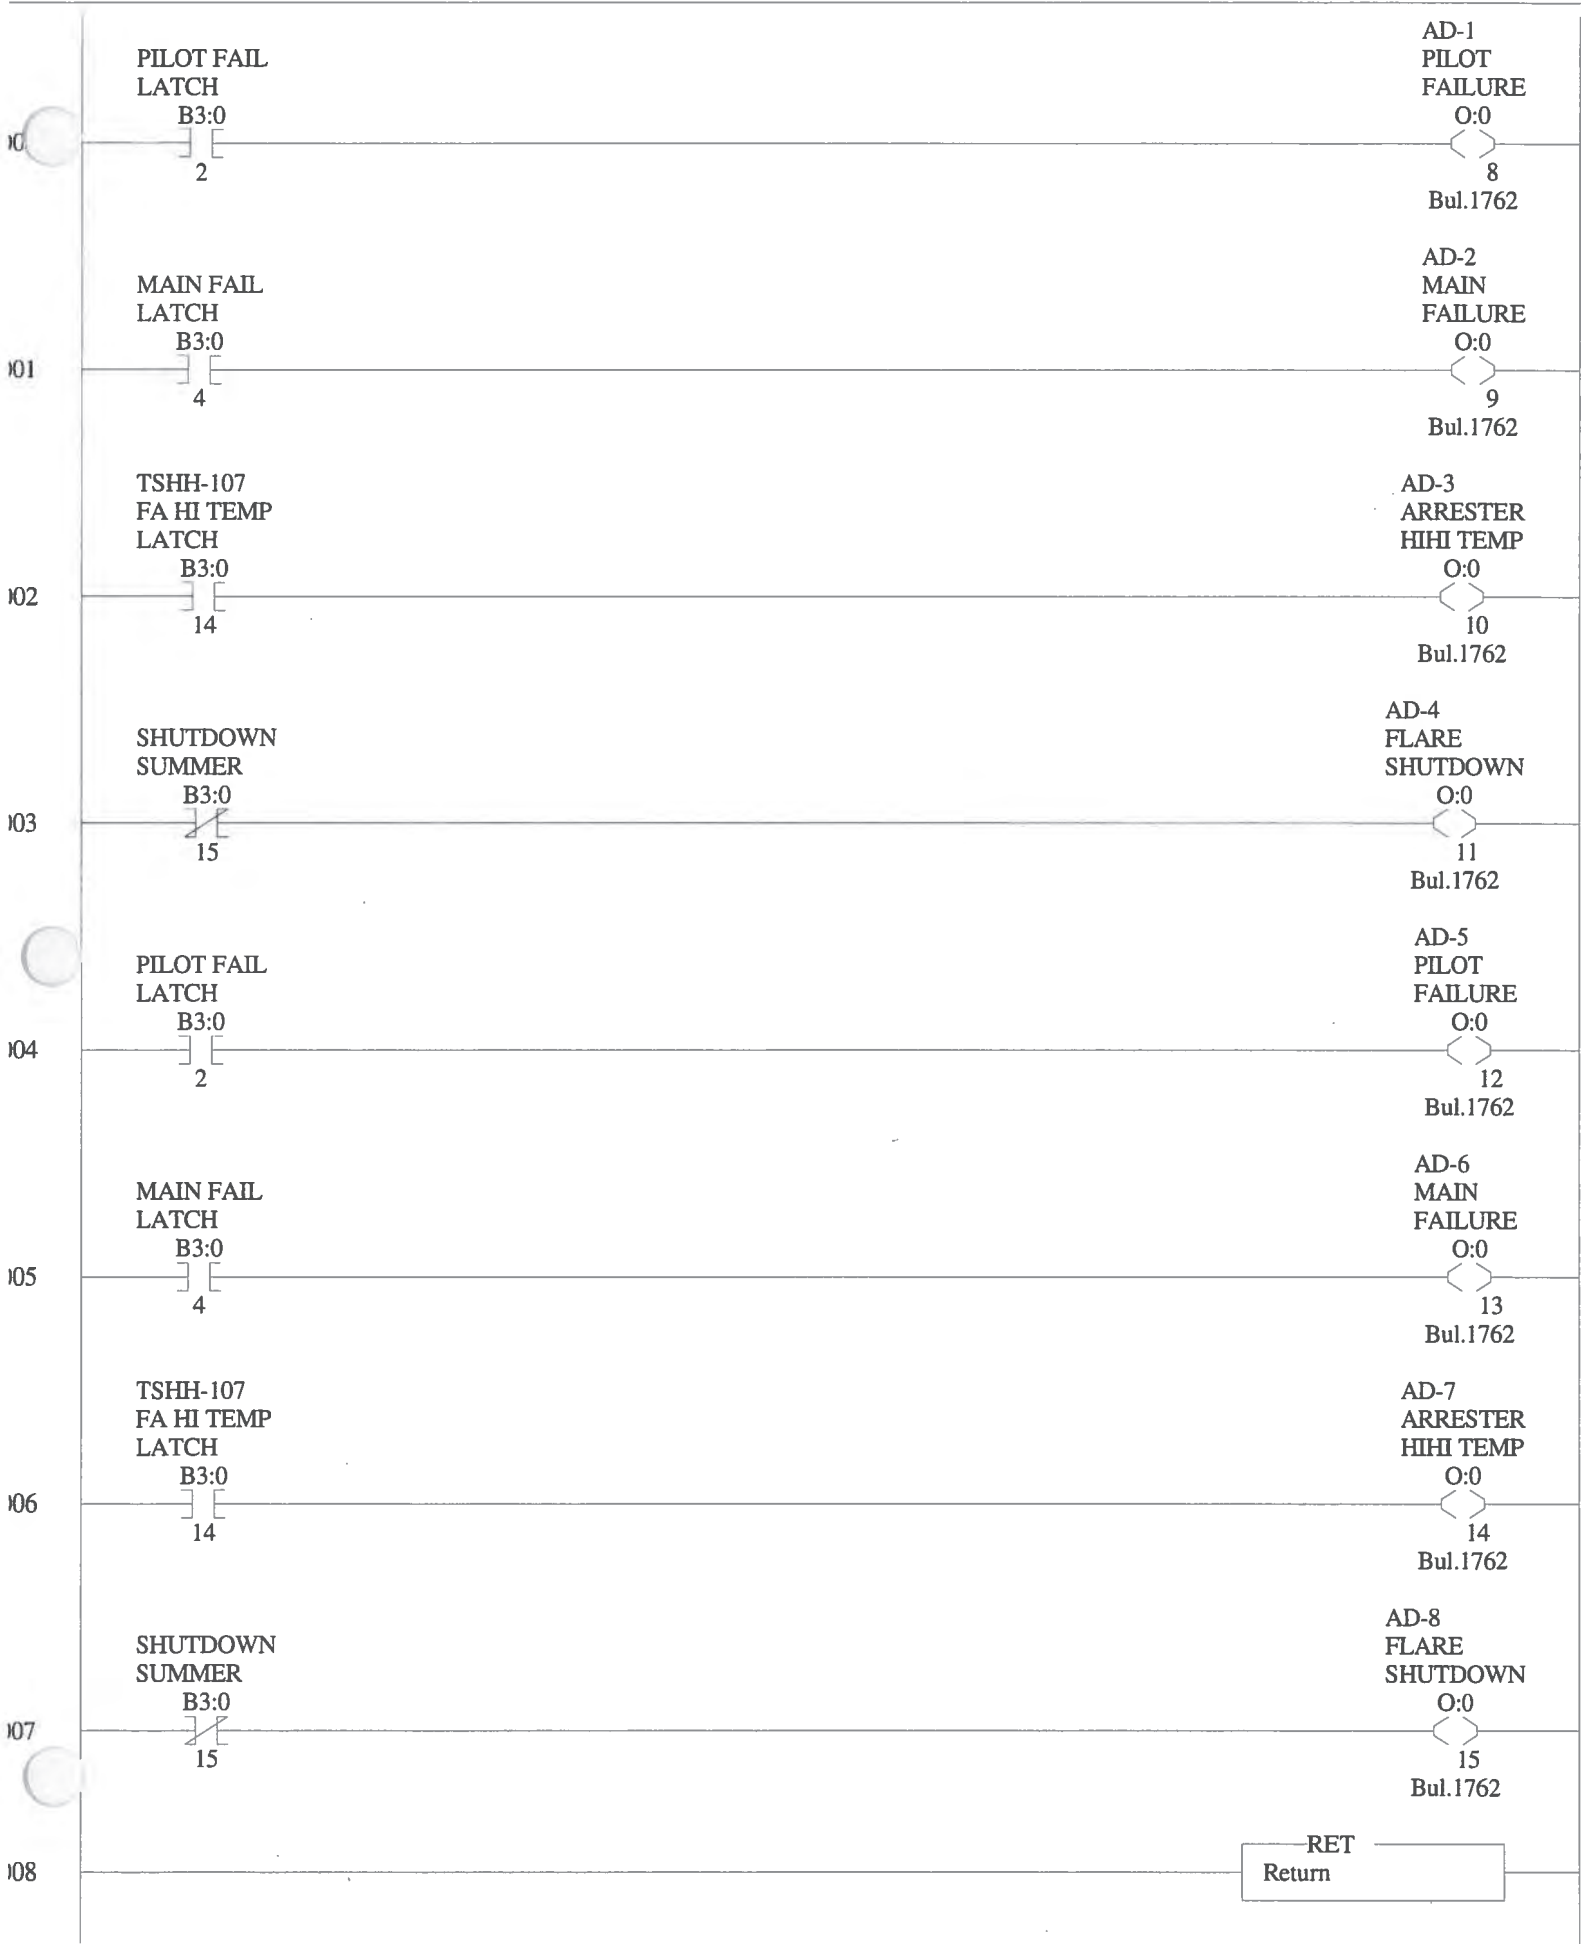 PILOT FAIL
LATCH
B3:0
2
AD-1
PILOT
FAILURE
O:0
8
Bul.1762
MAIN FAIL
LATCH
B3:0
01
4
AD-2
MAIN
FAILURE
O:0
9
Bul.1762
TSHH-107
FA HI TEMP
LATCH
B3:0
02
14
AD-3
ARRESTER
HIHI TEMP
O:0
10
Bul.1762
SHUTDOWN
SUMMER
B3:0
03
15
AD-4
FLARE
SHUTDOWN
O:0
11
Bul.1762
PILOT FAIL
LATCH
B3:0
04
2
AD-5
PILOT
FAILURE
O:0
12
Bul.1762
MAIN FAIL
LATCH
B3:0
05
4
AD-6
MAIN
FAILURE
O:0
13
Bul.1762
TSHH-107
FA HI TEMP
LATCH
B3:0
06
14
AD-7
ARRESTER
HIHI TEMP
O:0
14
Bul.1762
SHUTDOWN
SUMMER
B3:0
07
15
AD-8
FLARE
SHUTDOWN
O:0
15
Bul.1762
08
RET
Return